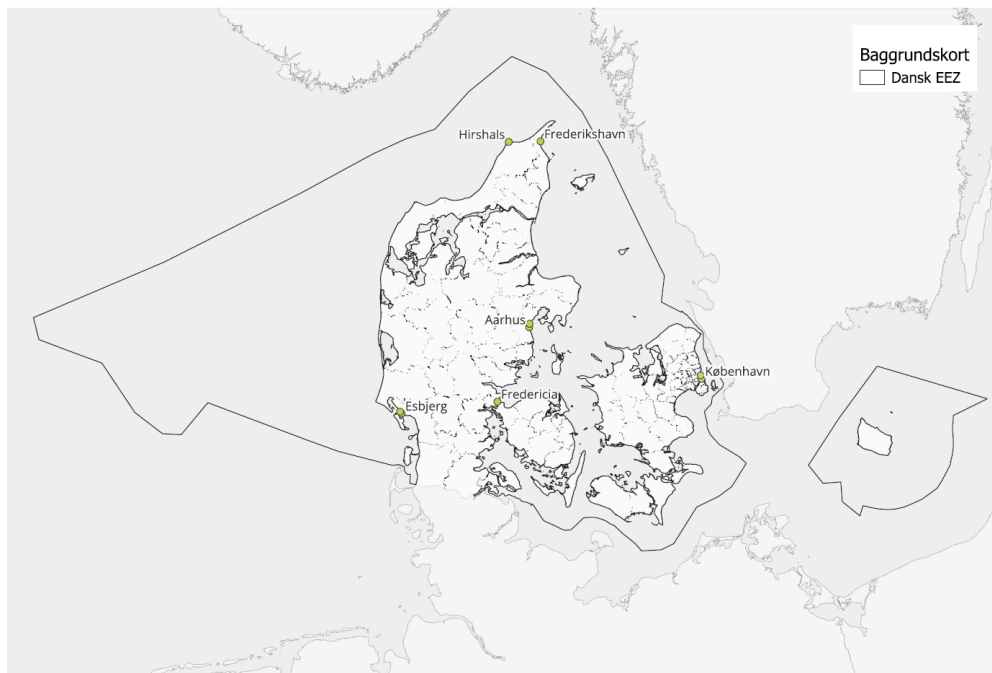 Baggrundskort
Dansk EEZ
Hirshals
Frederikshavn
Aarhus
København
Fredericia
Esbjerg